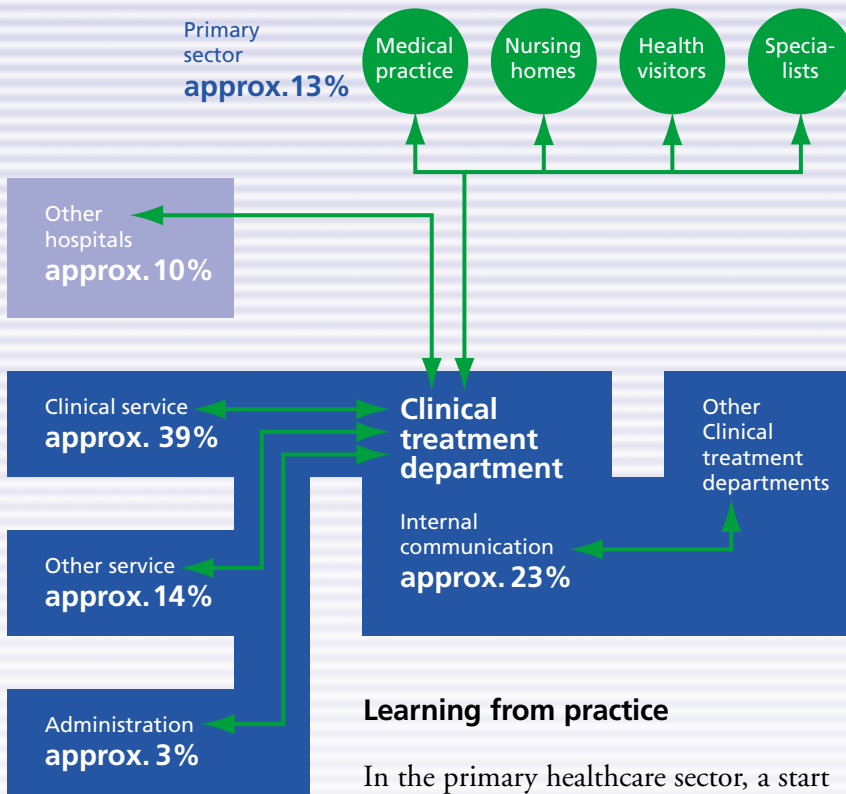 Primary
sector
approx.13%
Medical
practice
Nursing
homes
Health
visitors
Specia-
lists
Other
hospitals
approx. 10%
Clinical service
approx. 39%
Clinical
treatment
department
Other
Clinical
treatment
departments
Internal
communication
approx. 23%
Other service
approx. 14%
Administration
approx. 3%
Learning from practice
In the primary healthcare sector, a start